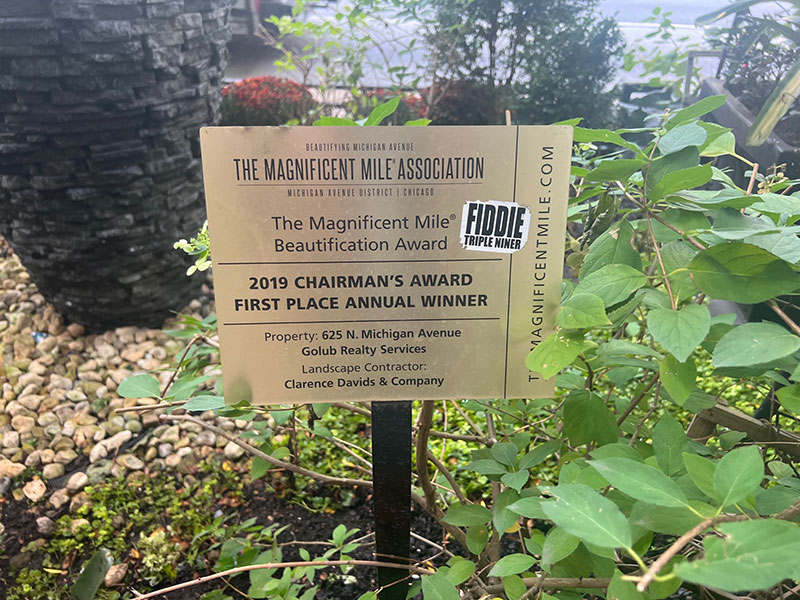 BEAUTIFYING MICHIGAN AVENUE
THE MAGNIFICENT MILE® ASSOCIATION
MICHIGAN AVENUE DISTRICT | CHICAGO
The Magnificent Mile®
Beautification Award
FIDDIE
TRIPLE NINER
2019 CHAIRMAN'S AWARD
FIRST PLACE ANNUAL WINNER
Property: 625 N. Michigan Avenue
Golub Realty Services
Landscape Contractor:
Clarence Davids & Company
MAGNIFICENTMILE.COM